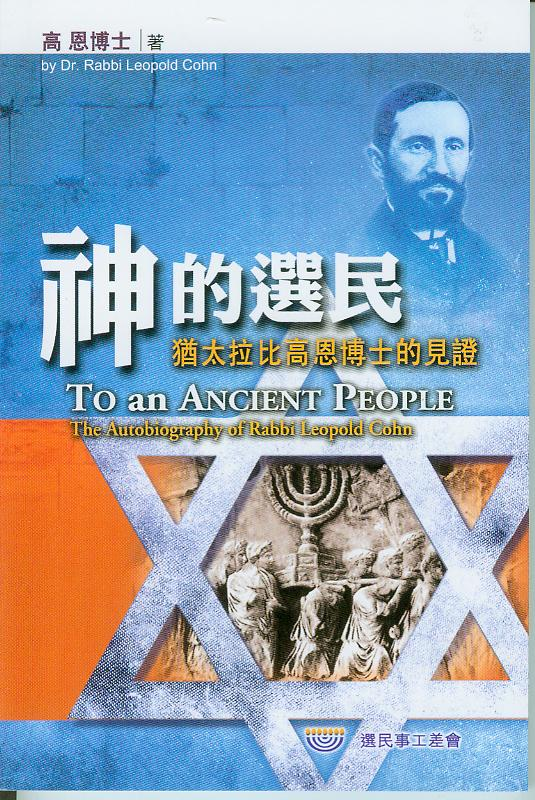 高 恩博士 | 著
by Dr. Rabbi Leopold Cohn
神的選民
猶太拉比高恩博士的見證
TO an ANCIENT PEOPLE
The Autobiography of Rabbi Leopold Cohn
選民事工差會